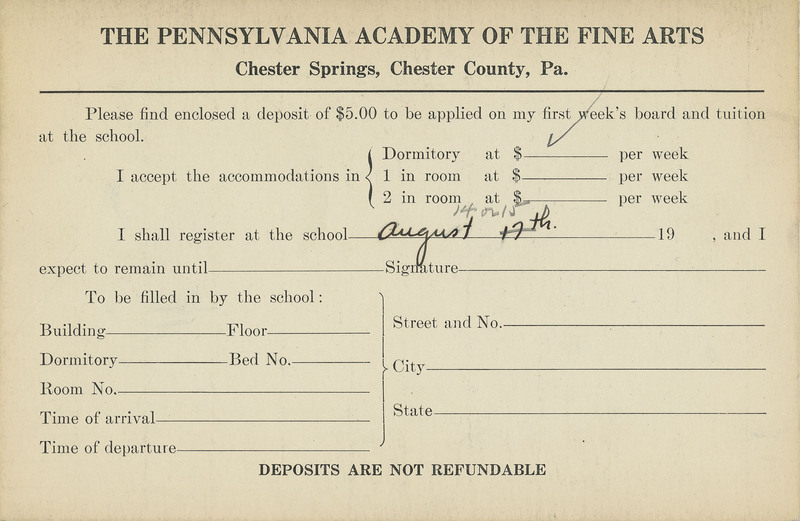 THE PENNSYLVANIA ACADEMY OF THE FINE ARTS
Chester Springs, Chester County, Pa.
Please find enclosed a deposit of $5.00 to be applied on my first week's board and tuition
at the school.
I accept the accommodations in
Dormitory at $ per week
1 in room at $ per week
2 in room at $ per week
14 or 15
I shall register at the school August 17th. 19 , and I
expect to remain until Signature
To be filled in by the school:
Building Floor
Dormitory Bed No.
Room No.
Time of arrival
Time of departure
Street and No.
City
State
DEPOSITS ARE NOT REFUNDABLE